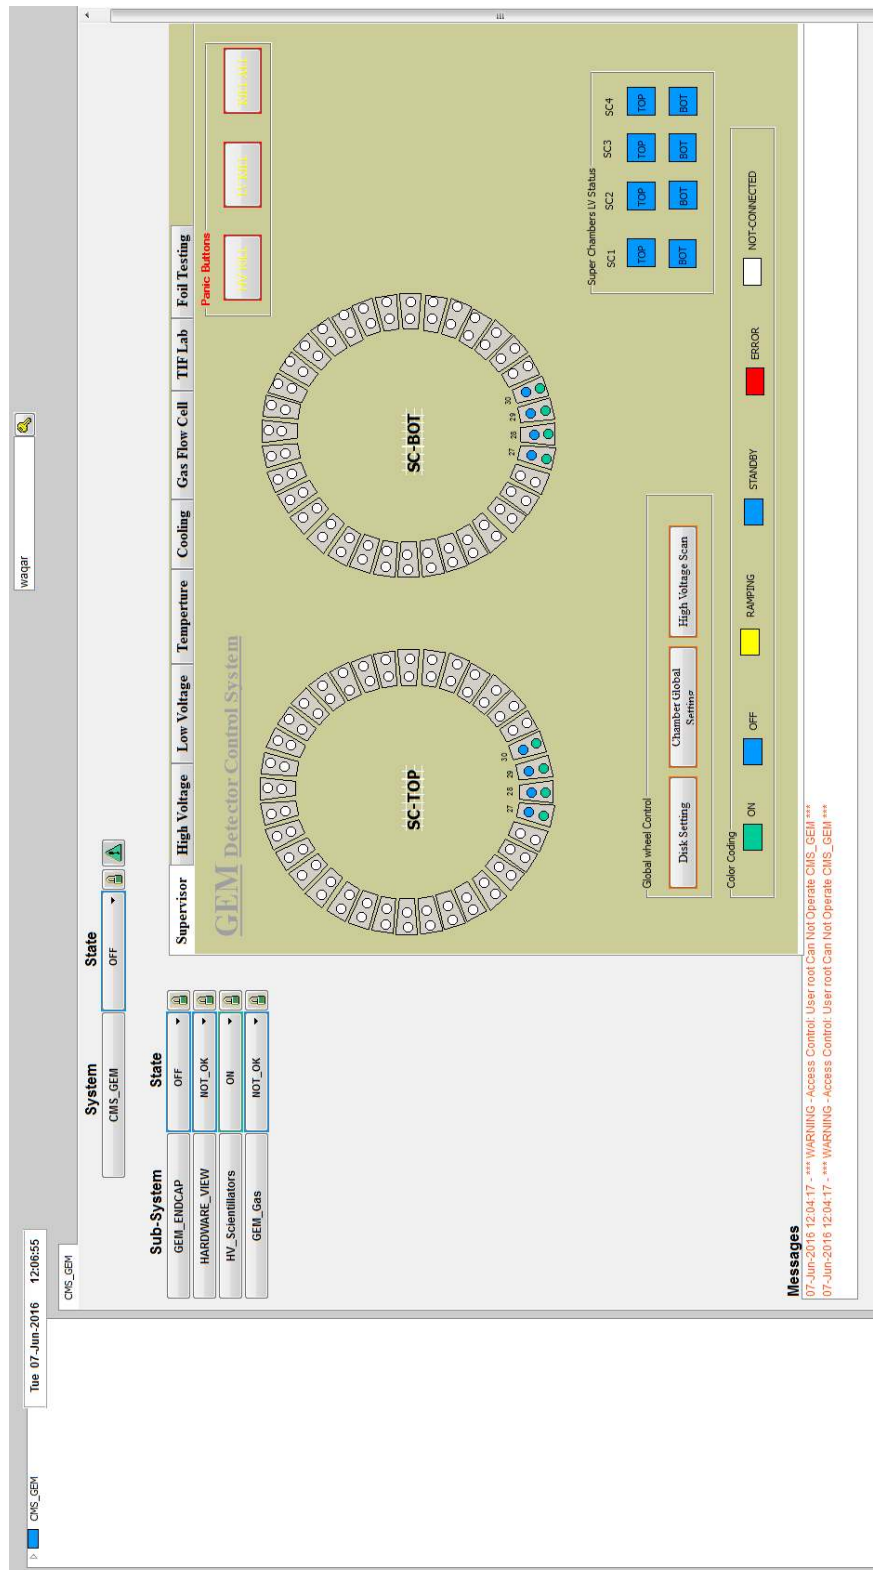 CMS_GEM
Tue 07-Jun-2016 12:06:55
waqar
CMS_GEM
System State
CMS_GEM OFF
Sub-System State
GEM_ENDCAP OFF
HARDWARE_VIEW NOT_OK
HV_Scientillators ON
GEM_Gas NOT_OK
Supervisor High Voltage Low Voltage Temperture Cooling Gas Flow Cell TIF Lab Foil Testing
GEM Detector Control System
Panic Buttons
SC-TOP
27 28 29 30
SC-BOT
27 28 29 30
Global wheel Control
Disk Setting
Chamber Global
Setting
High Voltage Scan
Super Chambers LV Status
SC1 SC2 SC3 SC4
TOP TOP TOP TOP
BOT BOT BOT BOT
Color Coding
ON OFF RAMPING STANDBY ERROR NOT-CONNECTED
Messages
07-Jun-2016 12:04:17 - *** WARNING - Access Control: User root Can Not Operate CMS_GEM ***
07-Jun-2016 12:04:17 - *** WARNING - Access Control: User root Can Not Operate CMS_GEM ***